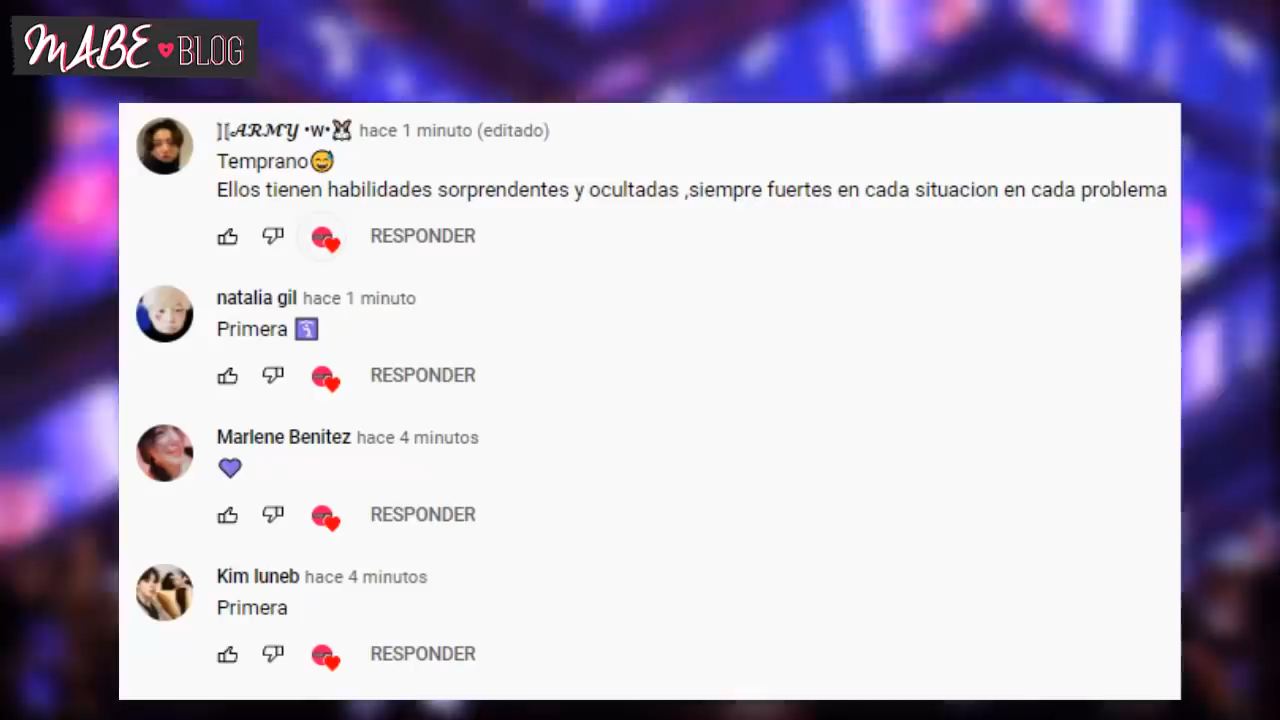 MABE BLOG
][𝓐𝓡𝓜𝓨 •w•🐰 hace 1 minuto (editado)
Temprano😅
Ellos tienen habilidades sorprendentes y ocultadas ,siempre fuertes en cada situacion en cada problema
RESPONDER
natalia gil hace 1 minuto
Primera 🛐
RESPONDER
Marlene Benitez hace 4 minutos
💜
RESPONDER
Kim luneb hace 4 minutos
Primera
RESPONDER